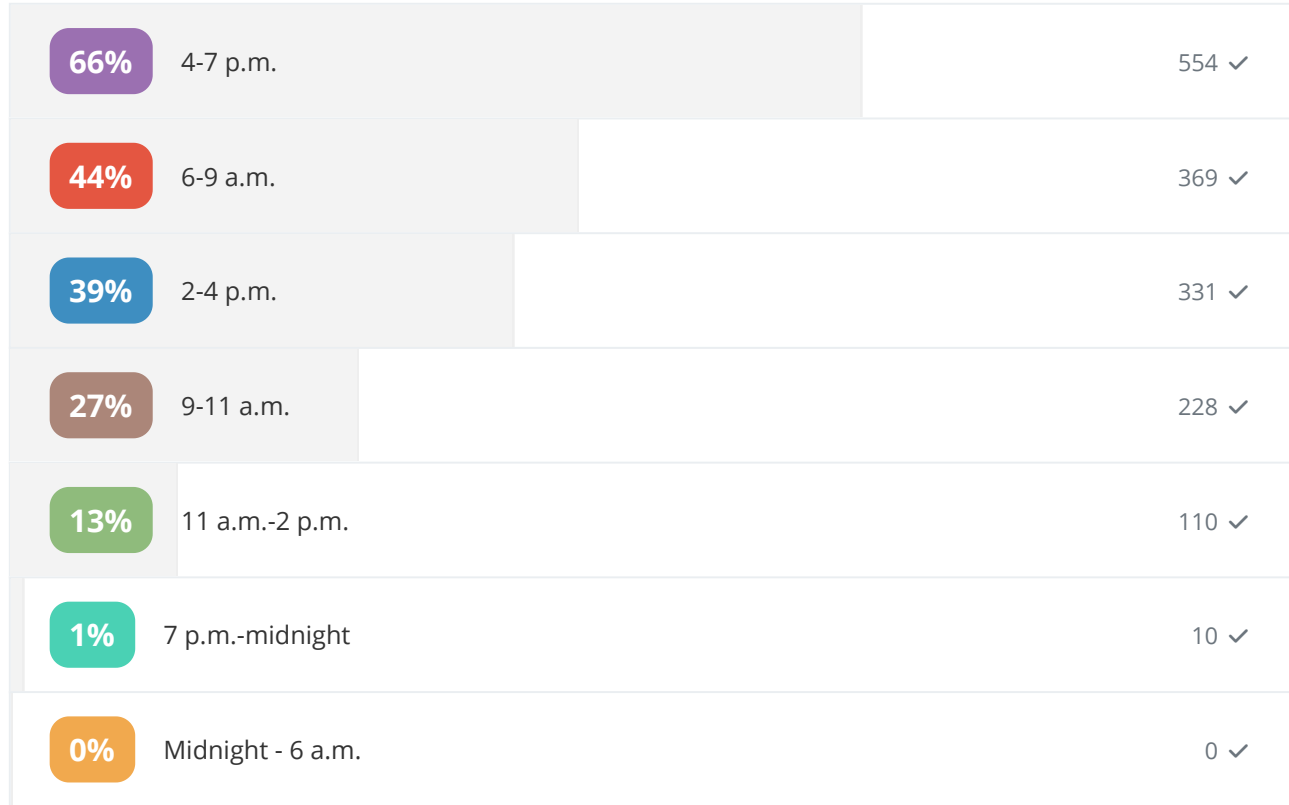 66% 4-7 p.m. 554
44% 6-9 a.m. 369
39% 2-4 p.m. 331
27% 9-11 a.m. 228
13% 11 a.m.-2 p.m. 110
1% 7 p.m.-midnight 10
0% Midnight - 6 a.m. 0